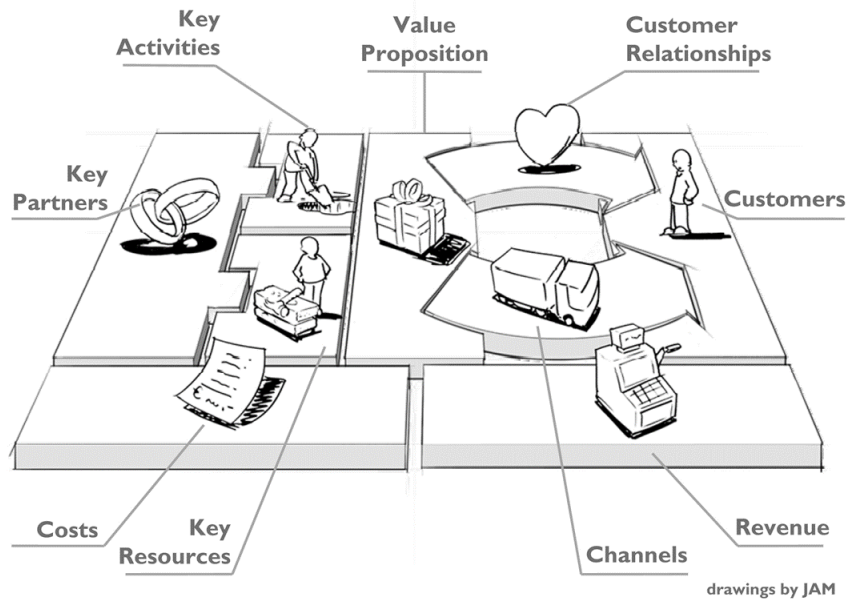 Key
Activities
Value
Proposition
Customer
Relationships
Key
Partners
Customers
Costs
Key
Resources
Channels
Revenue
drawings by JAM